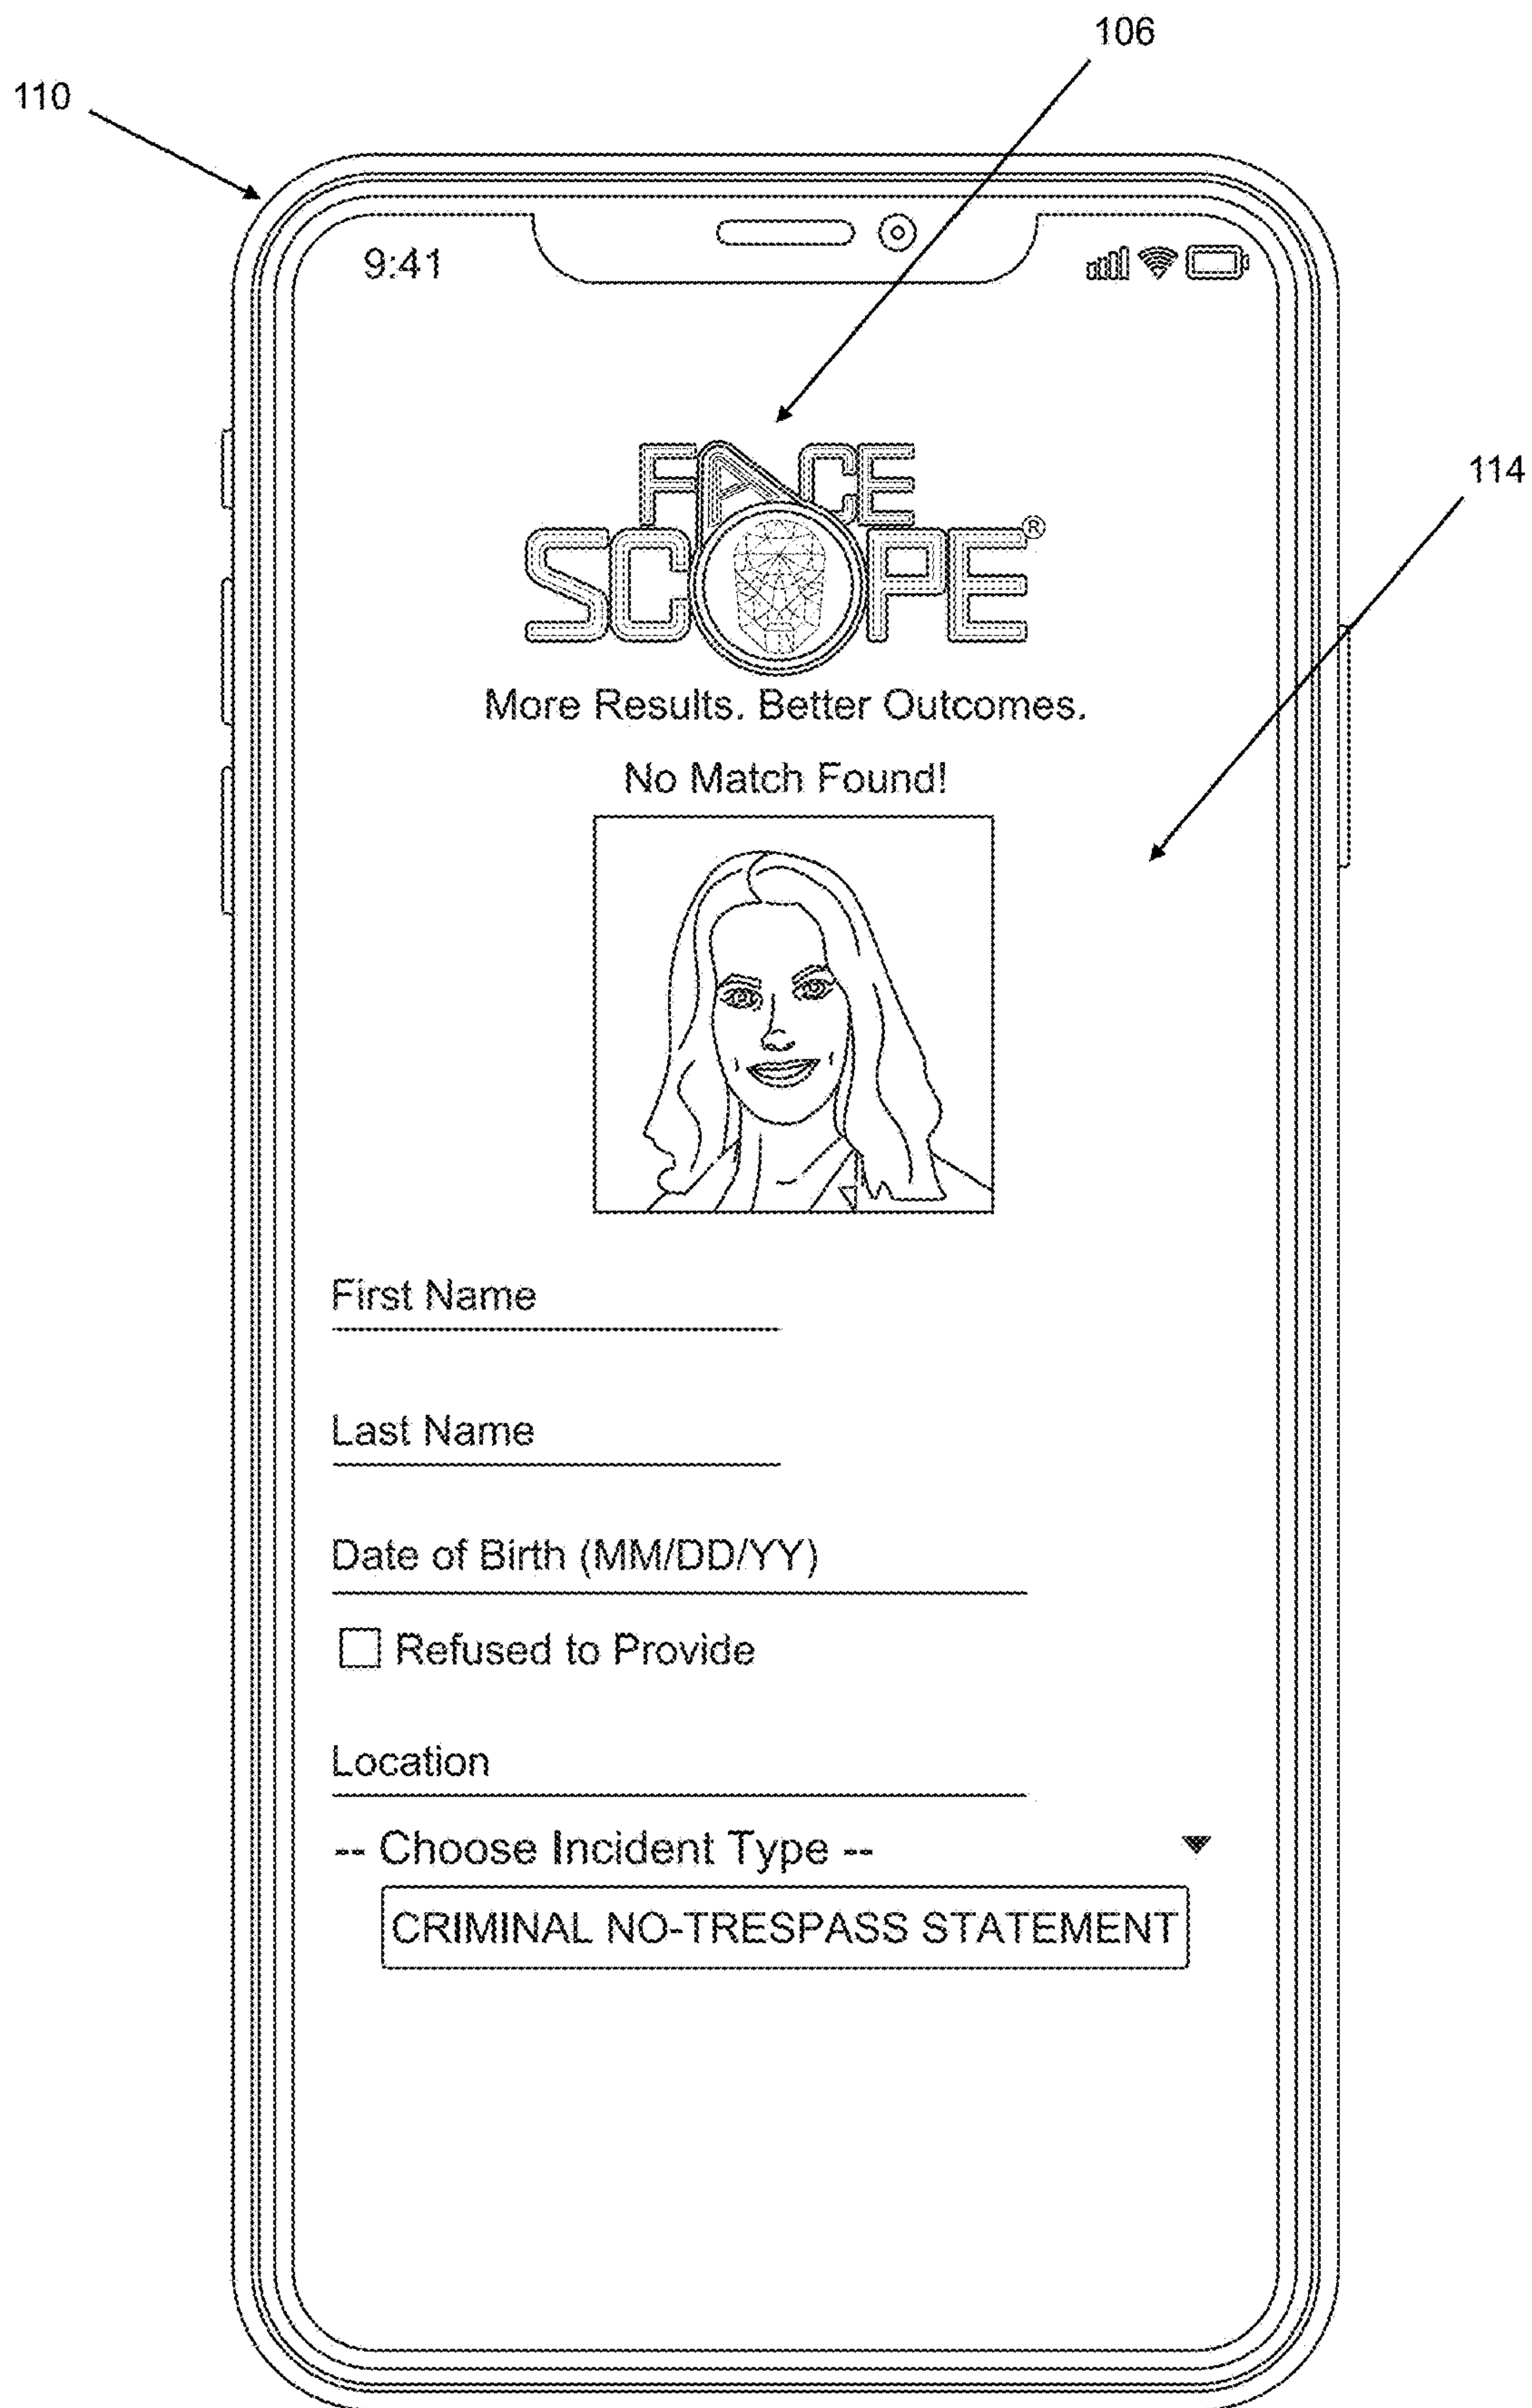 106
110
9:41
FACE
SCOPE®
114
More Results. Better Outcomes.
No Match Found!
First Name
Last Name
Date of Birth (MM/DD/YY)
Refused to Provide
Location
-- Choose Incident Type --
CRIMINAL NO-TRESPASS STATEMENT